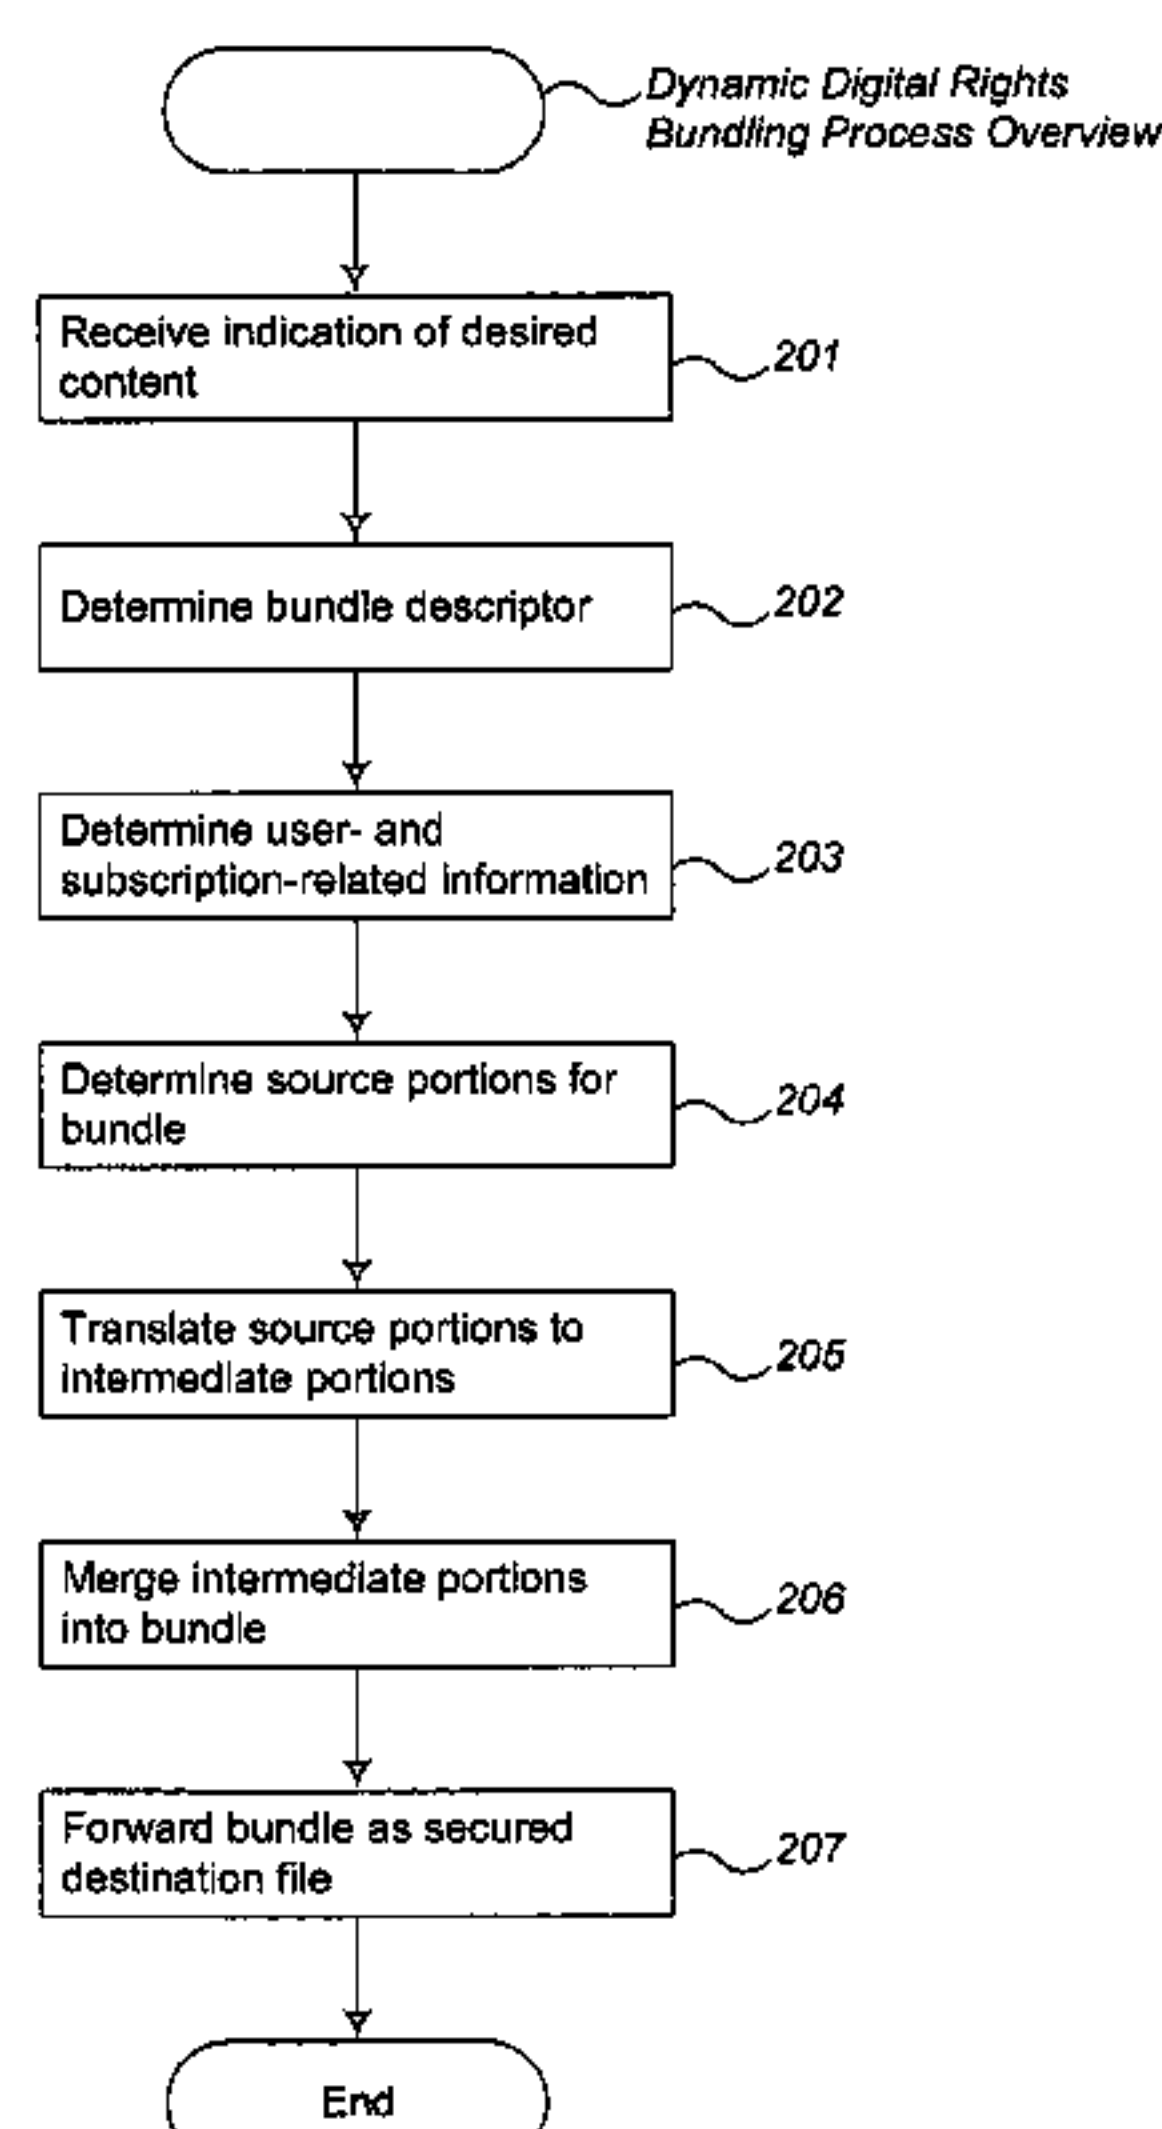 Dynamic Digital Rights
Bundling Process Overview
Receive indication of desired
content
201
Determine bundle descriptor
202
Determine user- and
subscription-related information
203
Determine source portions for
bundle
204
Translate source portions to
intermediate portions
205
Merge intermediate portions
into bundle
206
Forward bundle as secured
destination file
207
End